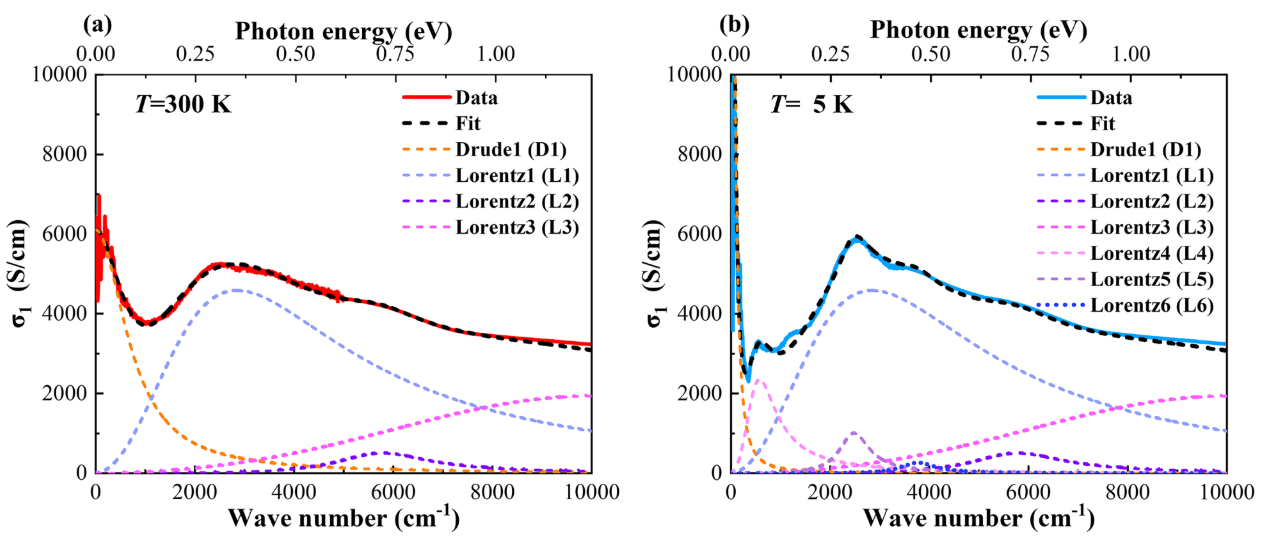 (a)
Photon energy (eV)
0.00 0.25 0.50 0.75 1.00
10000
8000
6000
4000
2000
0
σ1 (S/cm)
T=300 K
Data
Fit
Drude1 (D1)
Lorentz1 (L1)
Lorentz2 (L2)
Lorentz3 (L3)
0 2000 4000 6000 8000 10000
Wave number (cm-1)
(b)
Photon energy (eV)
0.00 0.25 0.50 0.75 1.00
10000
8000
6000
4000
2000
0
σ1 (S/cm)
T= 5 K
Data
Fit
Drude1 (D1)
Lorentz1 (L1)
Lorentz2 (L2)
Lorentz3 (L3)
Lorentz4 (L4)
Lorentz5 (L5)
Lorentz6 (L6)
0 2000 4000 6000 8000 10000
Wave number (cm-1)